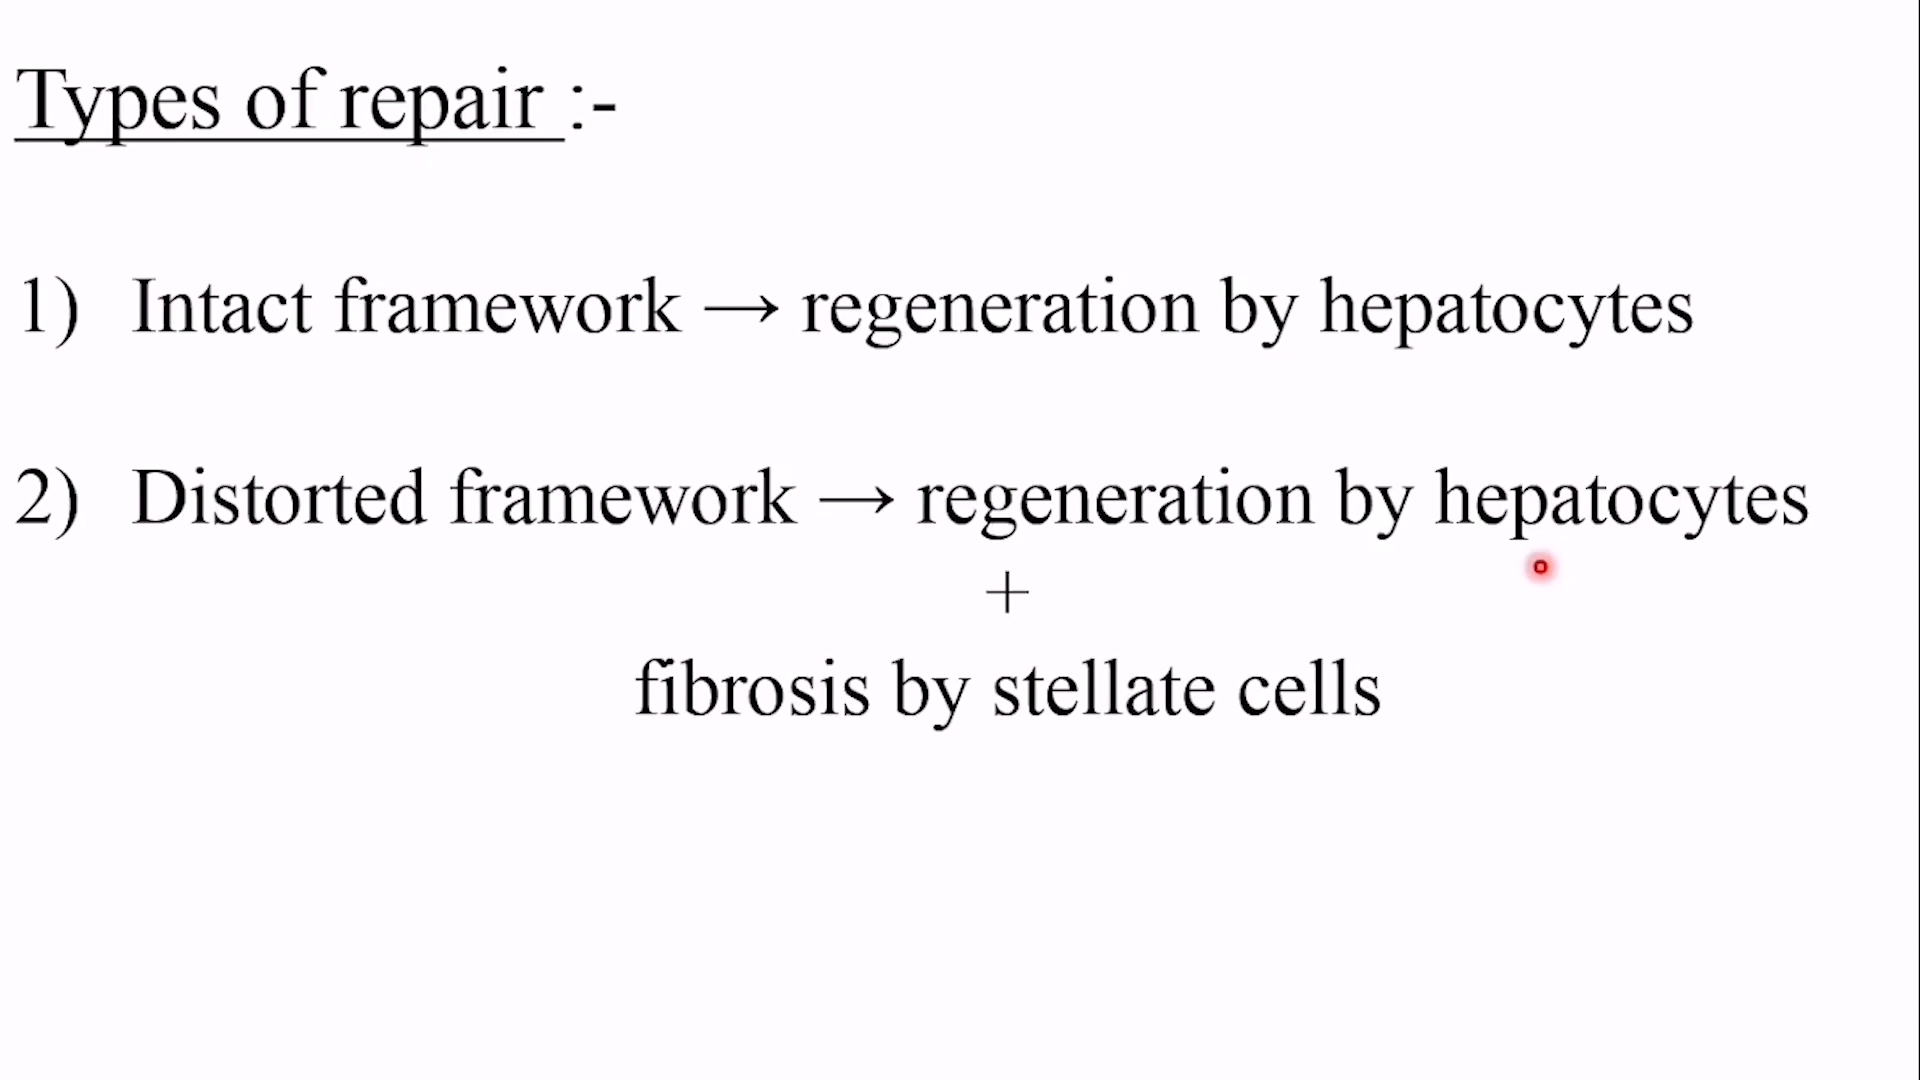 Types of repair :-
1) Intact framework → regeneration by hepatocytes
2) Distorted framework → regeneration by hepatocytes
+
fibrosis by stellate cells